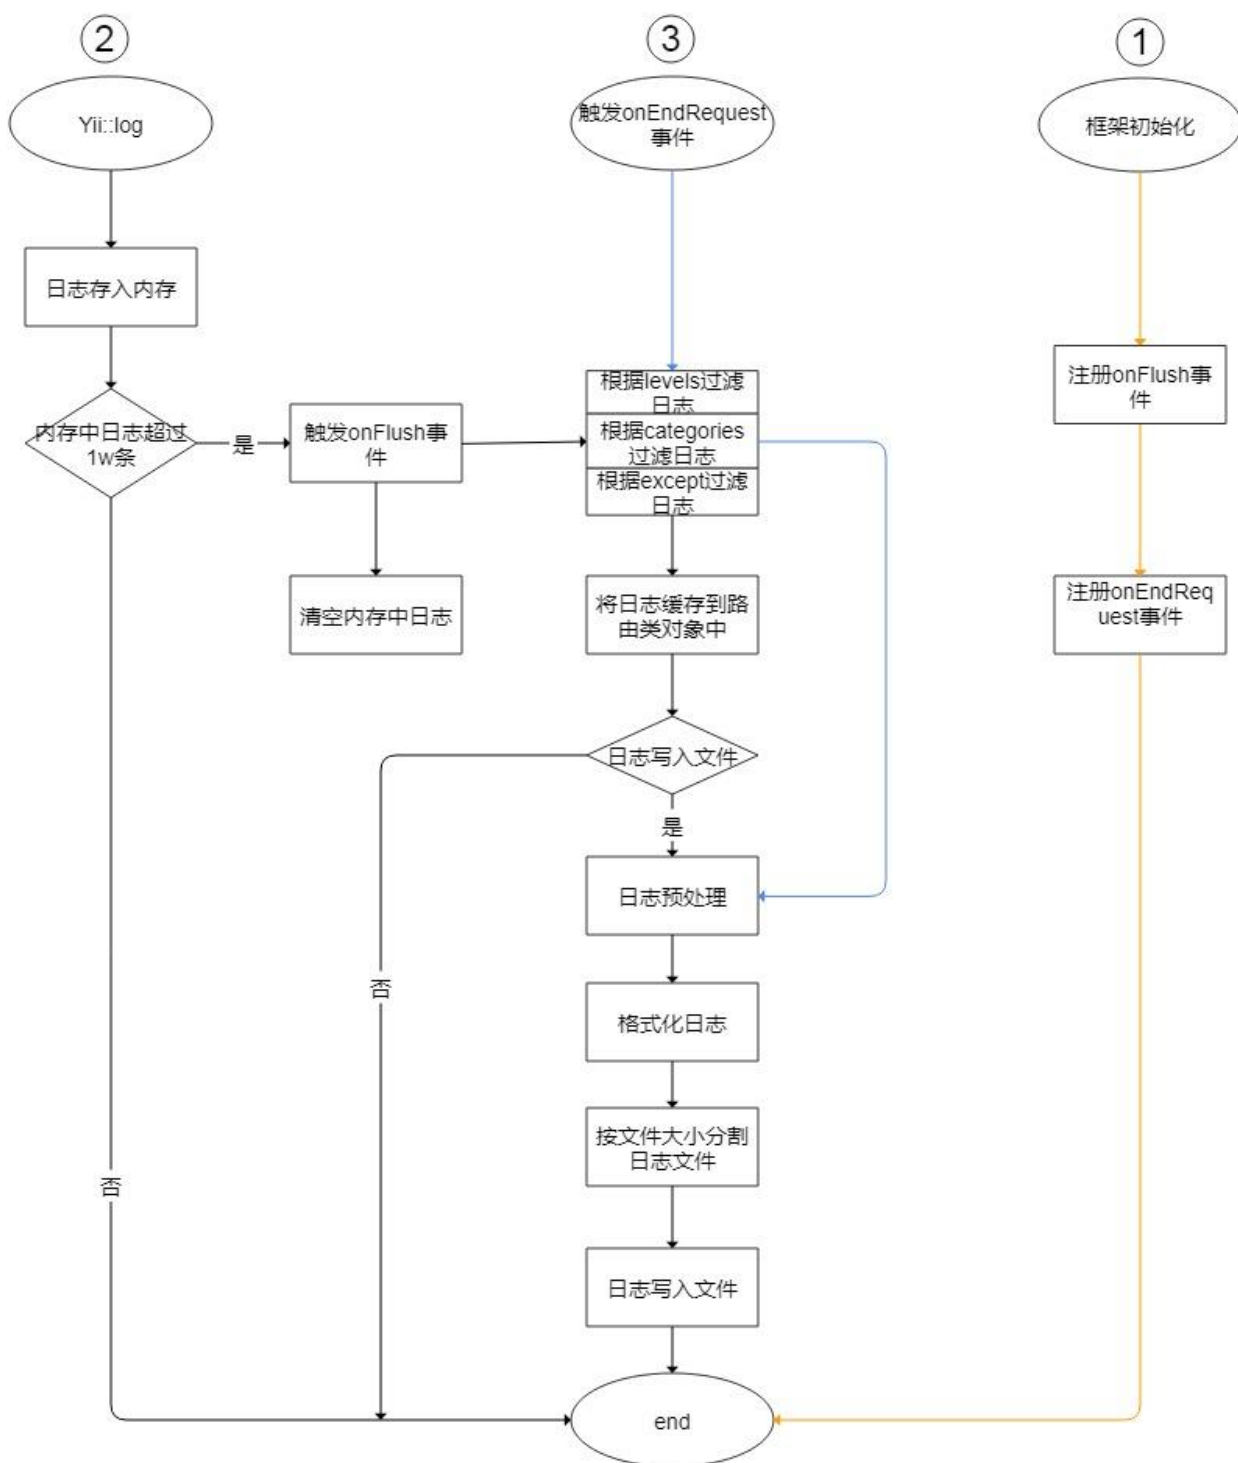 ②
③
①
Yii::log
触发onEndRequest
事件
框架初始化
日志存入内存
注册onFlush事
件
内存中日志超过
1w条
是
触发onFlush事
件
根据levels过滤
日志
根据categories
过滤日志
根据except过滤
日志
清空内存中日志
将日志缓存到路
由类对象中
注册onEndReq
uest事件
日志写入文件
是
日志预处理
否
格式化日志
按文件大小分割
日志文件
否
日志写入文件
end